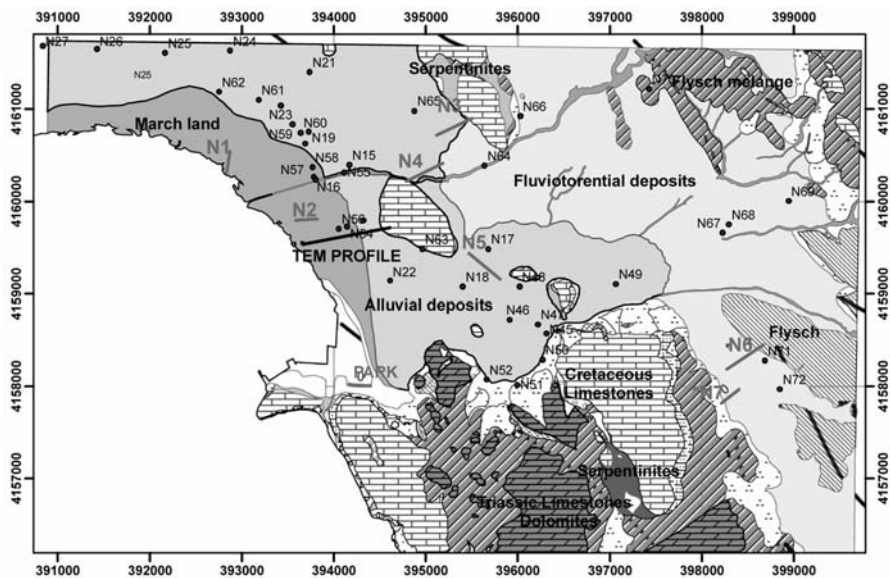 391000 392000 393000 394000 395000 396000 397000 398000 399000
N27 N26 N25 N24
N21
Serpentinites
Flysch mélange
N25
N62 N61
N65 N3
N66
4161000 4161000
March land
N23 N60
N59 N19
N1
N58 N15
N4
N64
N57 N55
N16
Fluviotorential deposits
4160000 4160000
N69
N2
N56
N54
N67 N68
N63 N5 N17
TEM PROFILE
N22 N18 N48 N49
4159000 4159000
Alluvial deposits
N46 N47
N45
Flysch
N6
N50
N71
PARK
N52
Cretaceous
Limestones
N51
N7
N72
4158000 4158000
Serpentinites
4157000 4157000
Triassic Limestones
Dolomites
391000 392000 393000 394000 395000 396000 397000 398000 399000